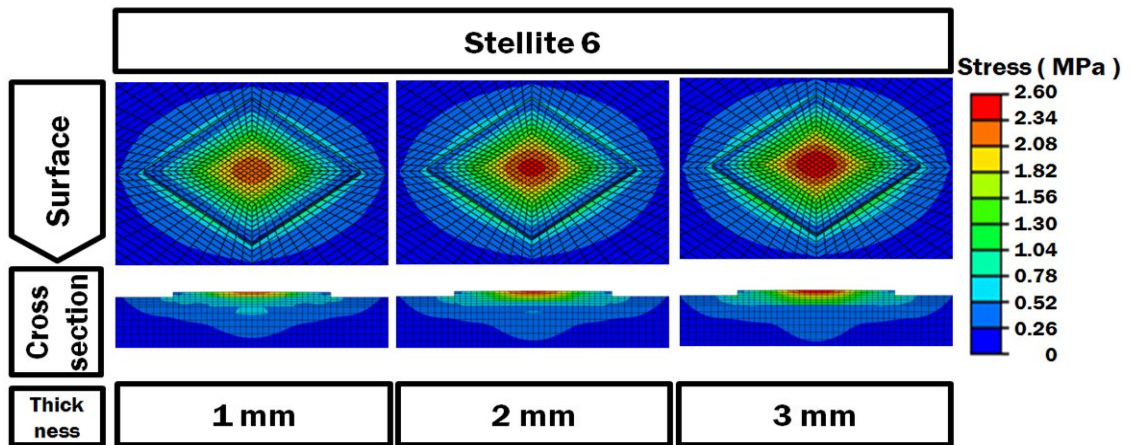 Stellite 6
Stress ( MPa )
2.60
2.34
2.08
1.82
1.56
1.30
1.04
0.78
0.52
0.26
0
Surface
Cross
section
Thick
ness
1 mm
2 mm
3 mm